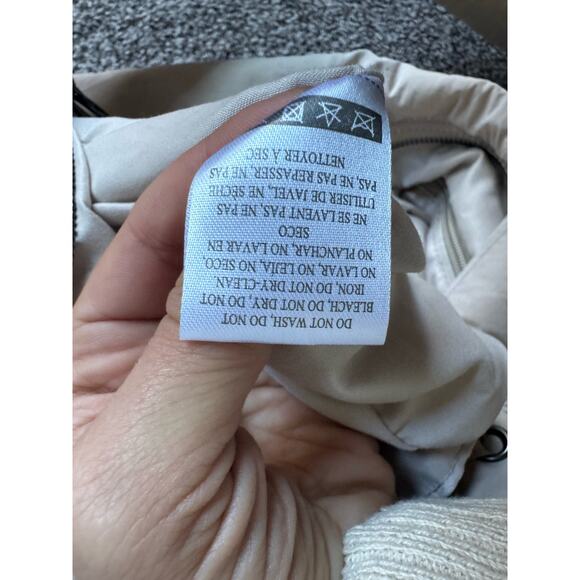 DO NOT WASH, DO NOT
BLEACH, DO NOT DRY, DO NOT
IRON, DO NOT DRY-CLEAN
NO LAVAR, NO LEJIA, NO SECO,
NO PLANCHAR, NO LAVAR EN
SECO
NE SE LAVENT PAS, NE PAS
UTILISER DE JAVEL, NE SÈCHE
PAS, NE PAS REPASSER, NE PAS
NETTOYER À SEC